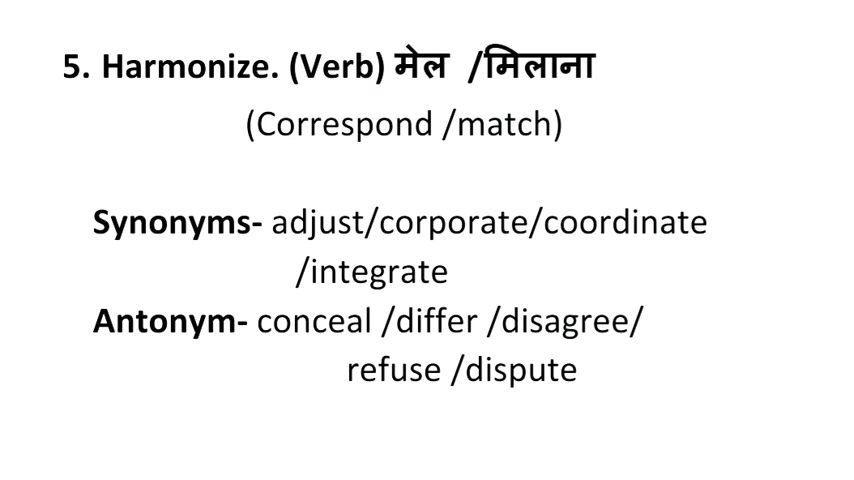 5. Harmonize. (Verb) मेल /मिलाना
(Correspond /match)
Synonyms- adjust/corporate/coordinate
/integrate
Antonym- conceal /differ /disagree/
refuse /dispute